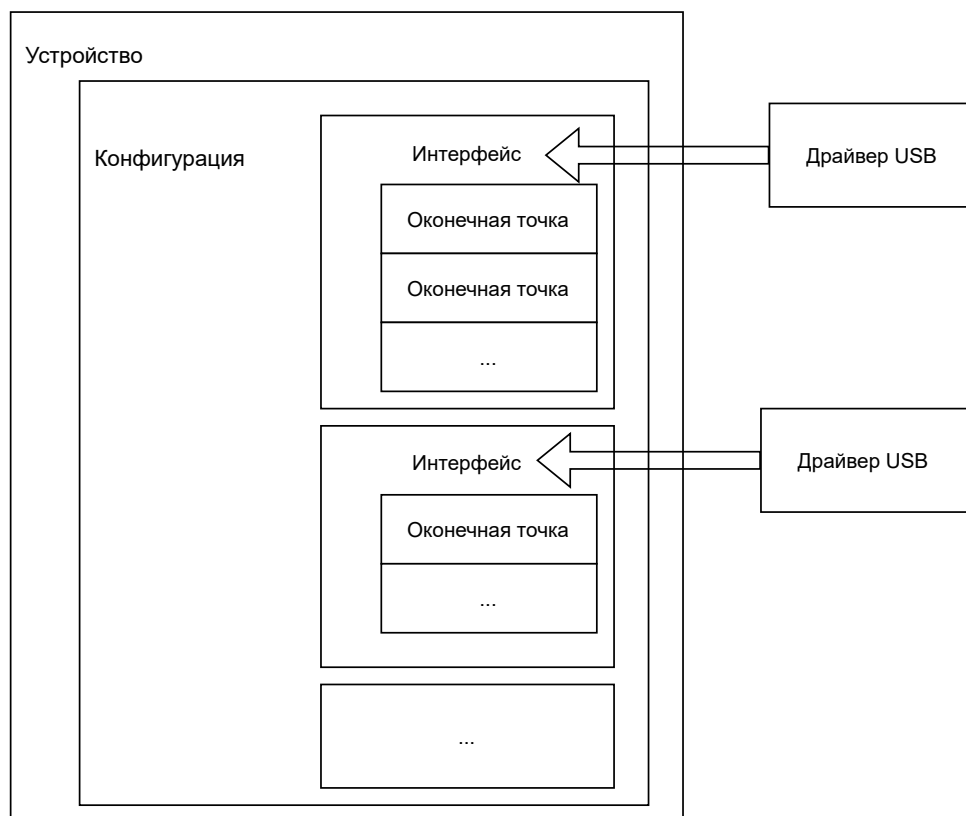 Устройство
Конфигурация
Интерфейс
Оконечная точка
Оконечная точка
...
Драйвер USB
Интерфейс
Оконечная точка
...
Драйвер USB
...